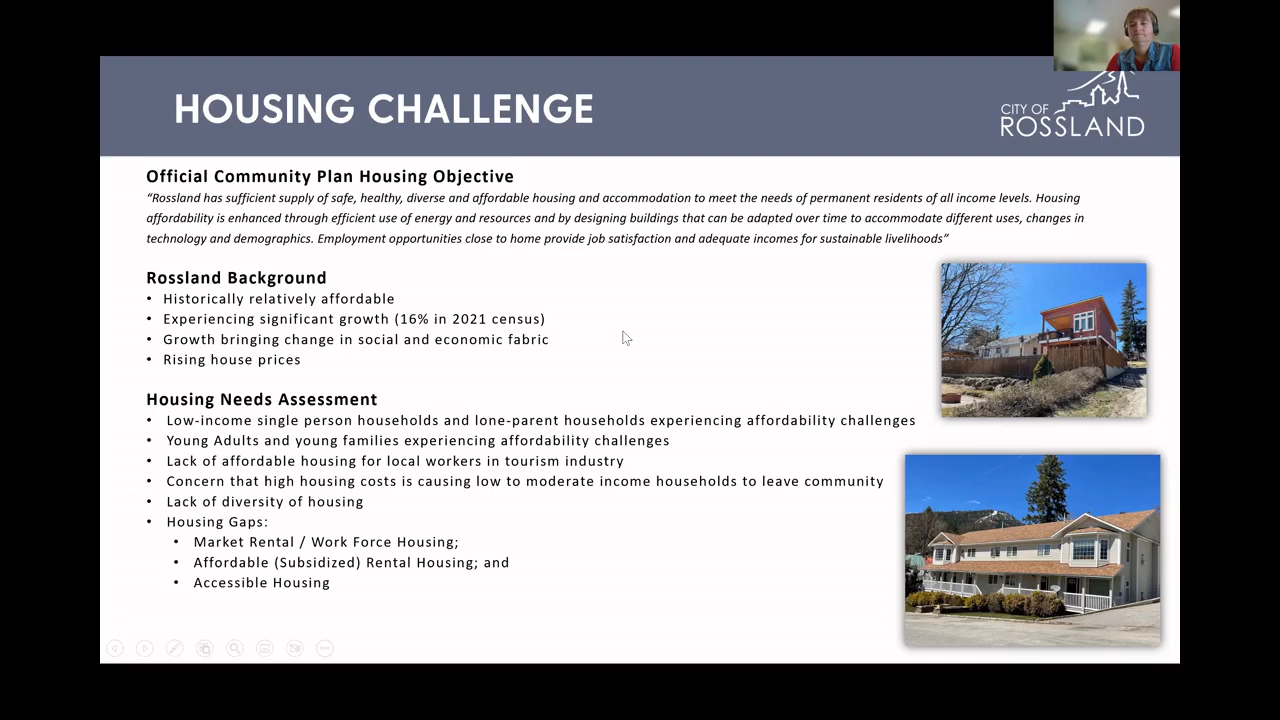 HOUSING CHALLENGE
CITY OF
ROSSLAND
Official Community Plan Housing Objective
“Rossland has sufficient supply of safe, healthy, diverse and affordable housing and accommodation to meet the needs of permanent residents of all income levels. Housing
affordability is enhanced through efficient use of energy and resources and by designing buildings that can be adapted over time to accommodate different uses, changes in
technology and demographics. Employment opportunities close to home provide job satisfaction and adequate incomes for sustainable livelihoods”
Rossland Background
• Historically relatively affordable
• Experiencing significant growth (16% in 2021 census)
• Growth bringing change in social and economic fabric
• Rising house prices
Housing Needs Assessment
• Low-income single person households and lone-parent households experiencing affordability challenges
• Young Adults and young families experiencing affordability challenges
• Lack of affordable housing for local workers in tourism industry
• Concern that high housing costs is causing low to moderate income households to leave community
• Lack of diversity of housing
• Housing Gaps:
• Market Rental / Work Force Housing;
• Affordable (Subsidized) Rental Housing; and
• Accessible Housing